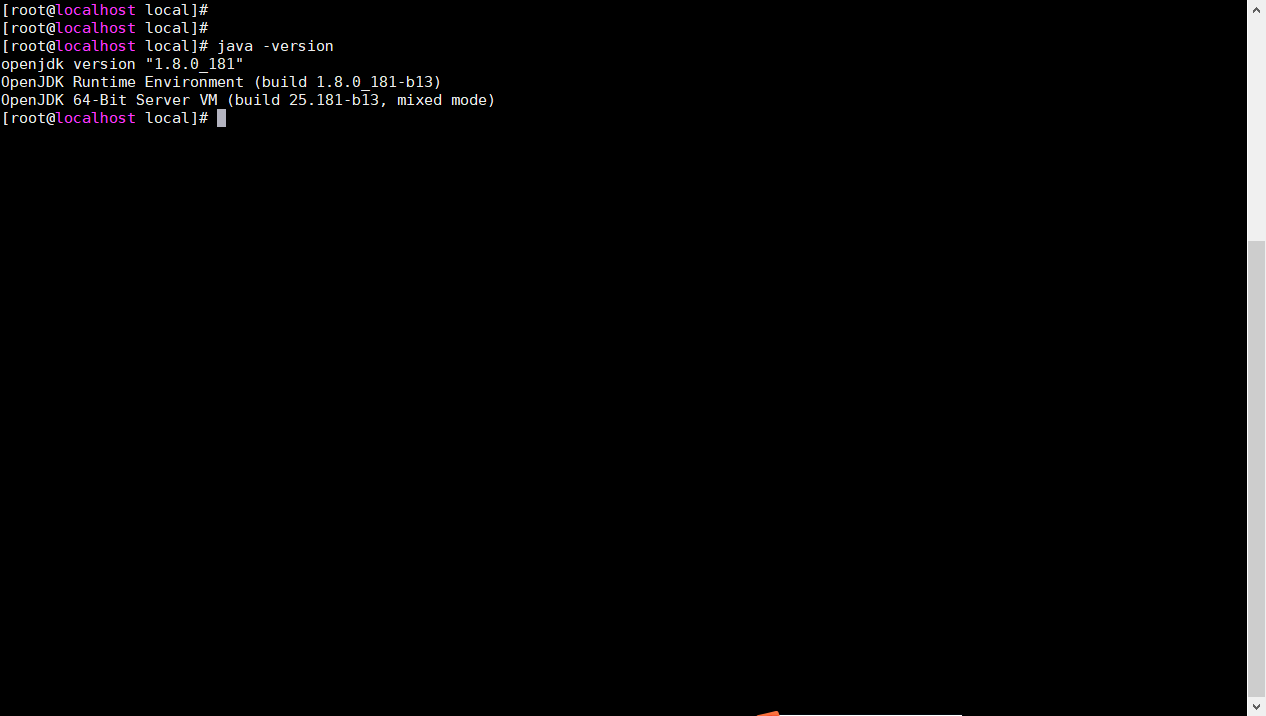 [root@localhost local]#
[root@localhost local]#
[root@localhost local]# java -version
openjdk version "1.8.0_181"
OpenJDK Runtime Environment (build 1.8.0_181-b13)
OpenJDK 64-Bit Server VM (build 25.181-b13, mixed mode)
[root@localhost local]#